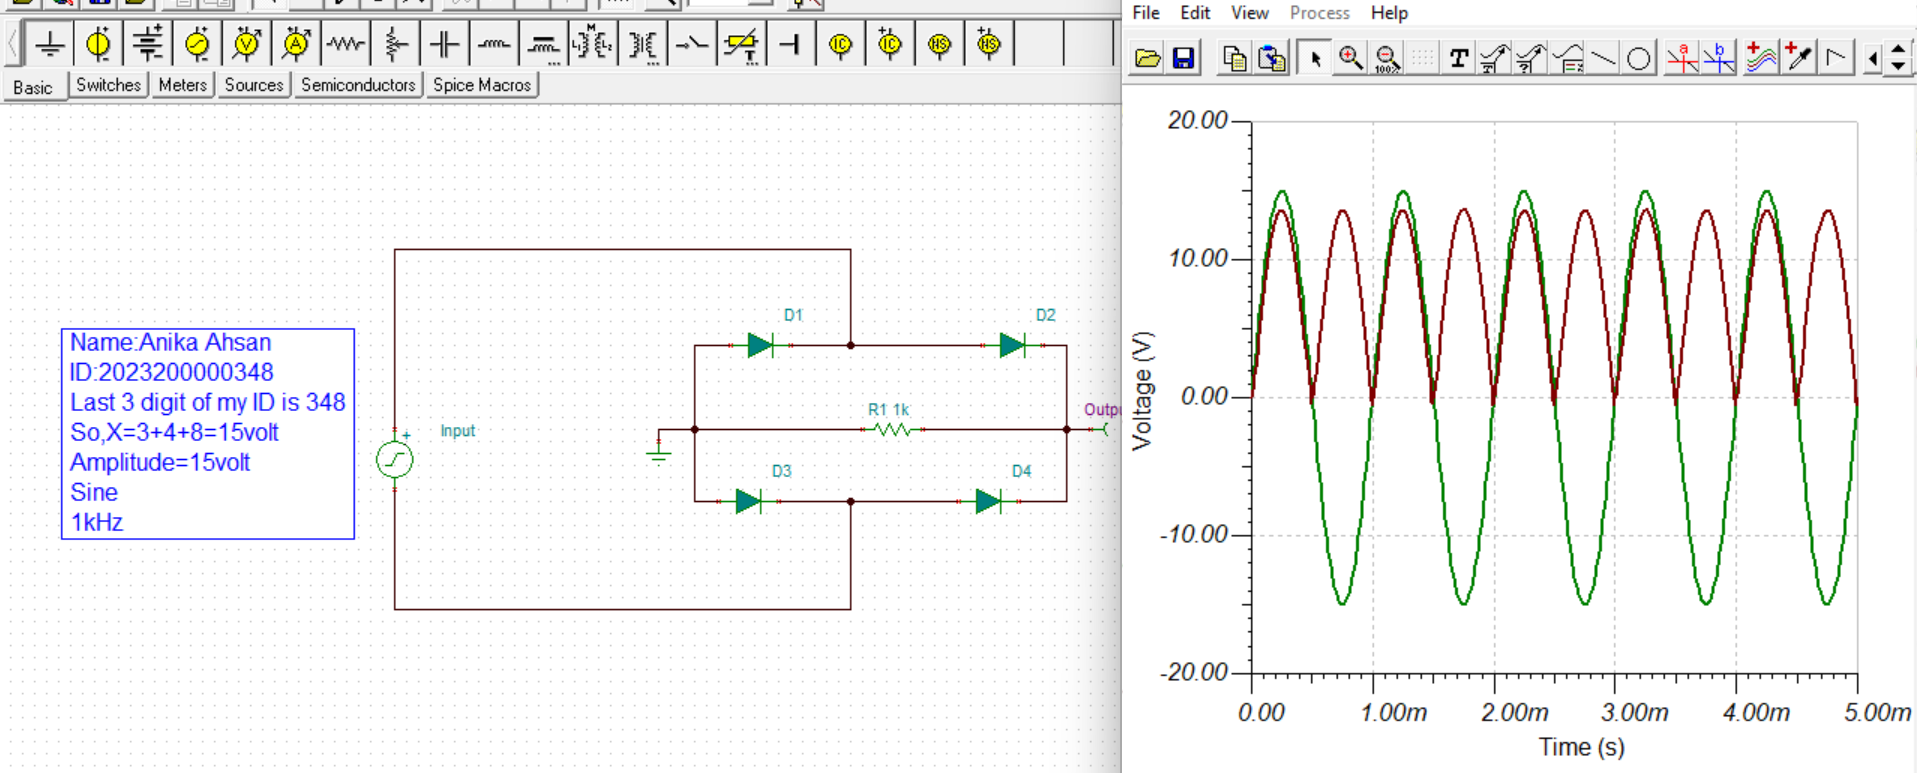 File Edit View Process Help
Basic Switches Meters Sources Semiconductors Spice Macros
Name:Anika Ahsan
ID:2023200000348
Last 3 digit of my ID is 348
So,X=3+4+8=15volt
Amplitude=15volt
Sine
1kHz
Input
D1
D2
R1 1k
D3
D4
20.00
10.00
0.00
-10.00
-20.00
Voltage (V)
0.00 1.00m 2.00m 3.00m 4.00m 5.00m
Time (s)